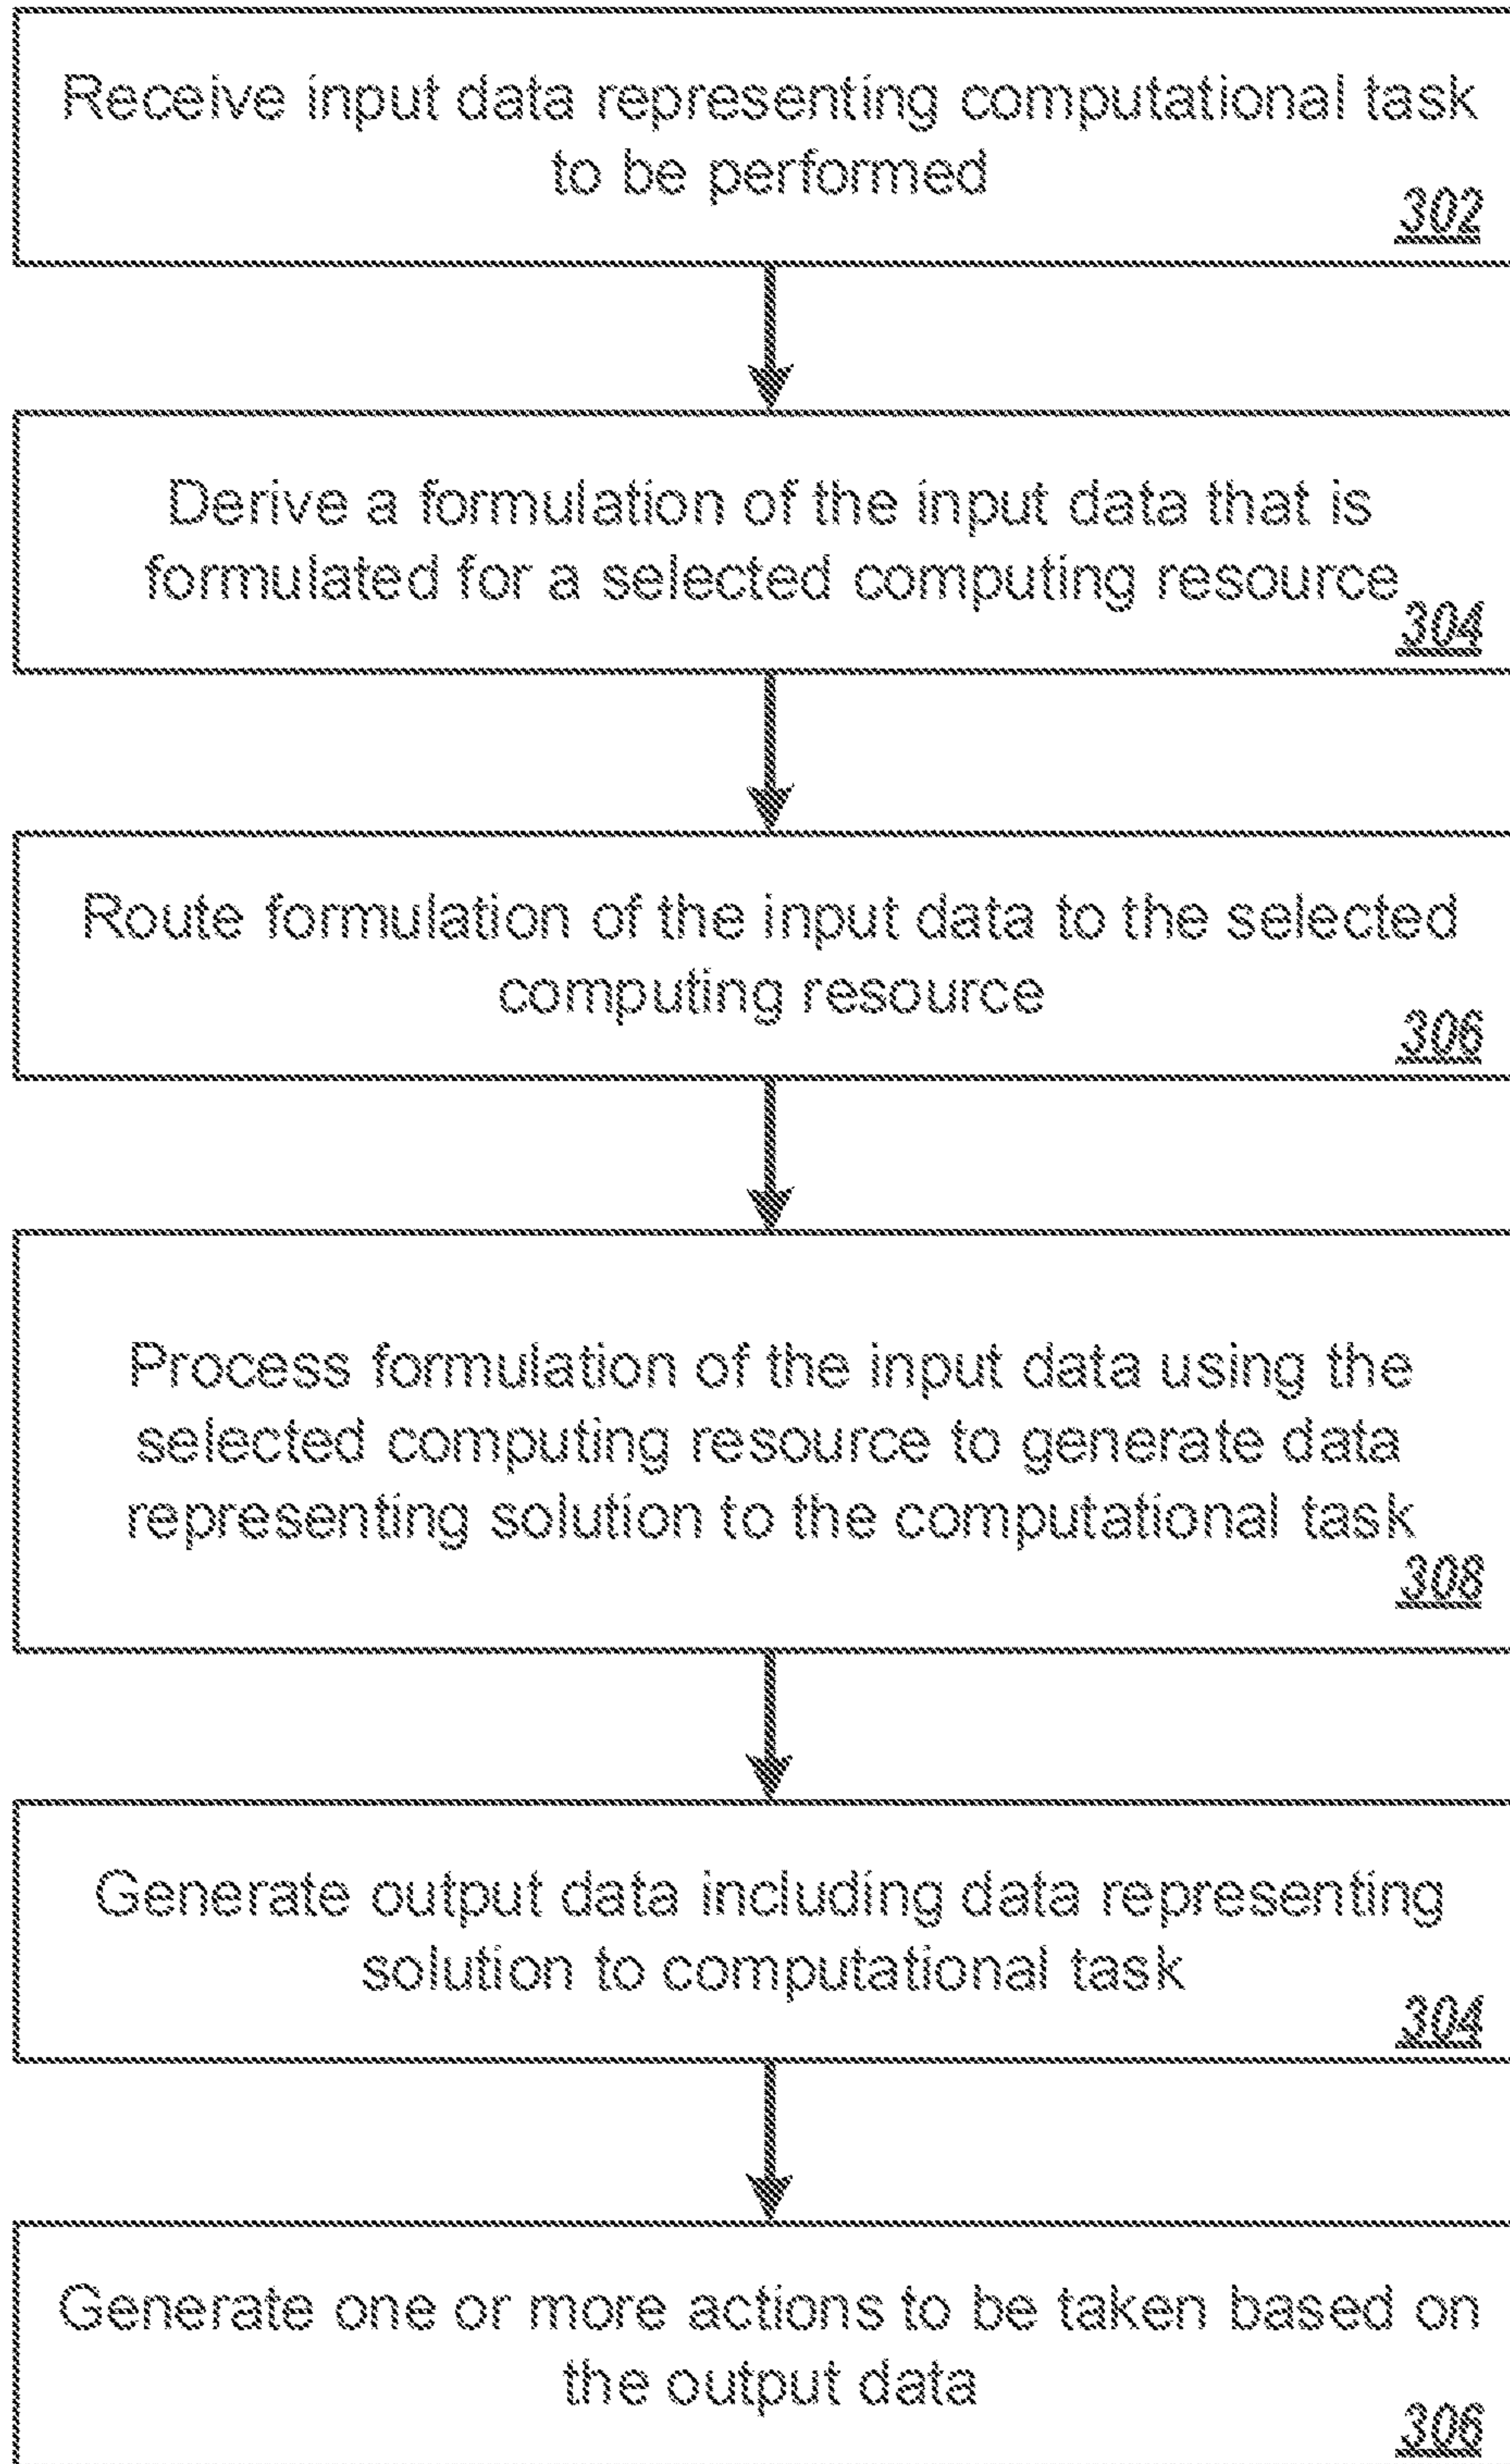 Receive input data representing computational task
to be performed
302
Derive a formulation of the input data that is
formulated for a selected computing resource
304
Route formulation of the input data to the selected
computing resource
306
Process formulation of the input data using the
selected computing resource to generate data
representing solution to the computational task
308
Generate output data including data representing
solution to computational task
304
Generate one or more actions to be taken based on
the output data
306